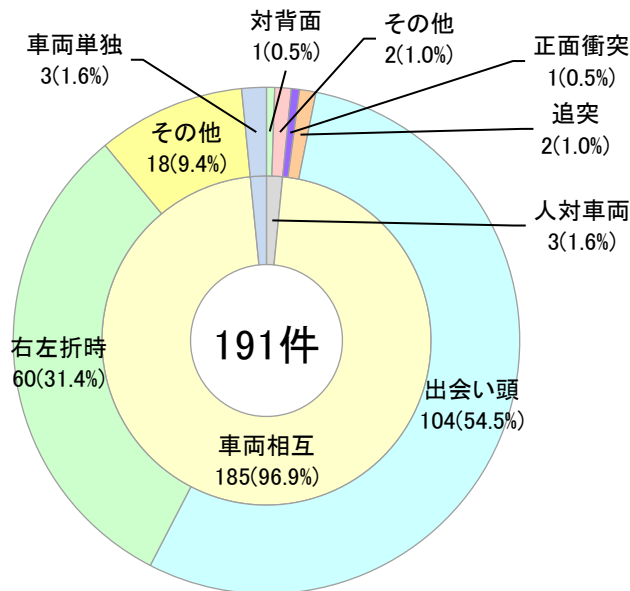 対背面
1(0.5%)
その他
2(1.0%)
正面衝突
1(0.5%)
車両単独
3(1.6%)
追突
2(1.0%)
その他
18(9.4%)
人対車両
3(1.6%)
191件
右左折時
60(31.4%)
出会い頭
104(54.5%)
車両相互
185(96.9%)